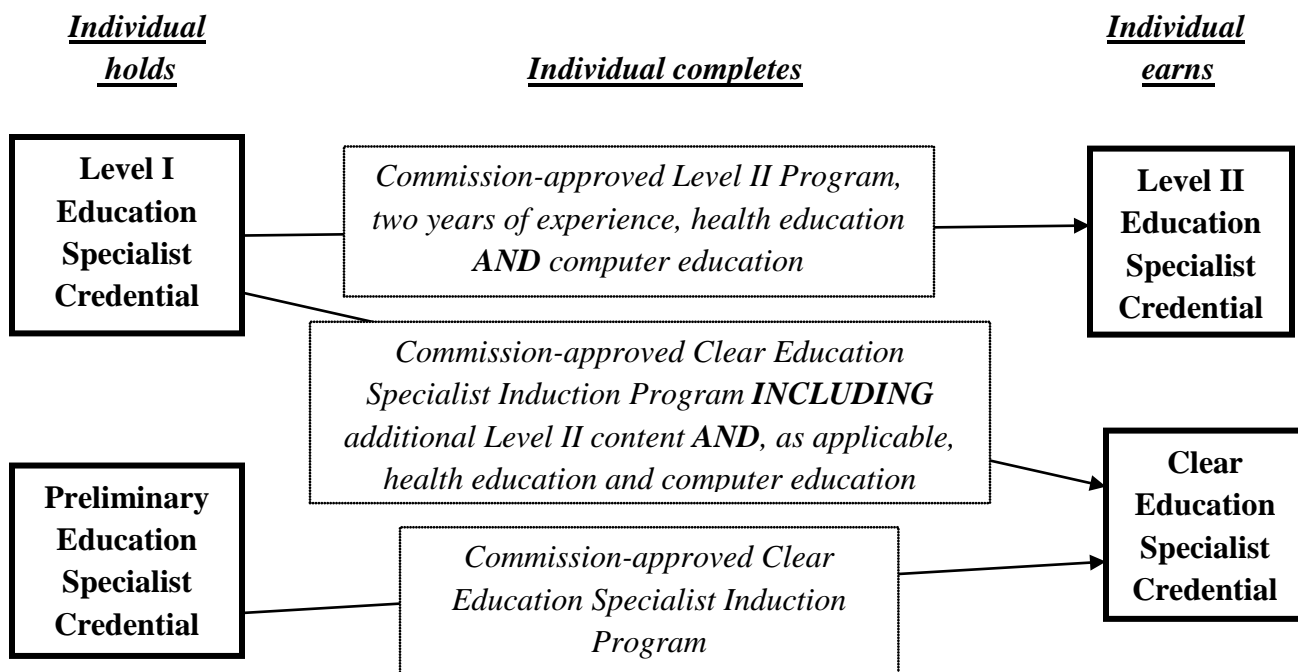 Individual
holds
Individual completes
Individual
earns
Level I
Education
Specialist
Credential
Commission-approved Level II Program,
two years of experience, health education
AND computer education
Level II
Education
Specialist
Credential
Commission-approved Clear Education
Specialist Induction Program INCLUDING
additional Level II content AND, as applicable,
health education and computer education
Preliminary
Education
Specialist
Credential
Commission-approved Clear
Education Specialist Induction
Program
Clear
Education
Specialist
Credential